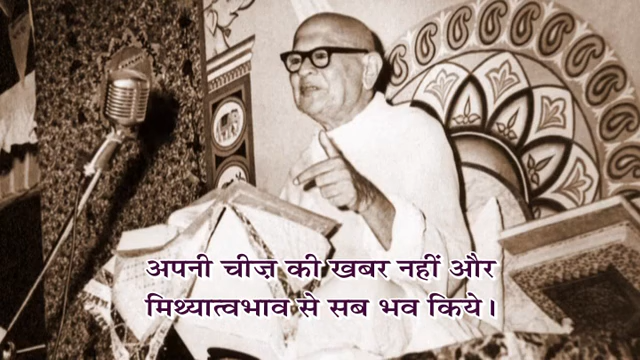 अपनी चीज़ की खबर नहीं और
मिथ्यात्वभाव से सब भव किये।